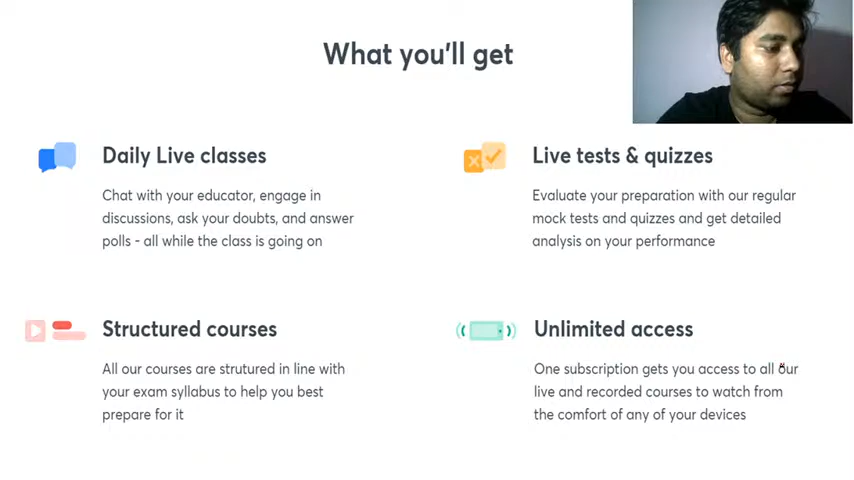 What you'll get
Daily Live classes
Chat with your educator, engage in
discussions, ask your doubts, and answer
polls - all while the class is going on
Live tests & quizzes
Evaluate your preparation with our regular
mock tests and quizzes and get detailed
analysis on your performance
Structured courses
All our courses are strutured in line with
your exam syllabus to help you best
prepare for it
Unlimited access
One subscription gets you access to all our
live and recorded courses to watch from
the comfort of any of your devices